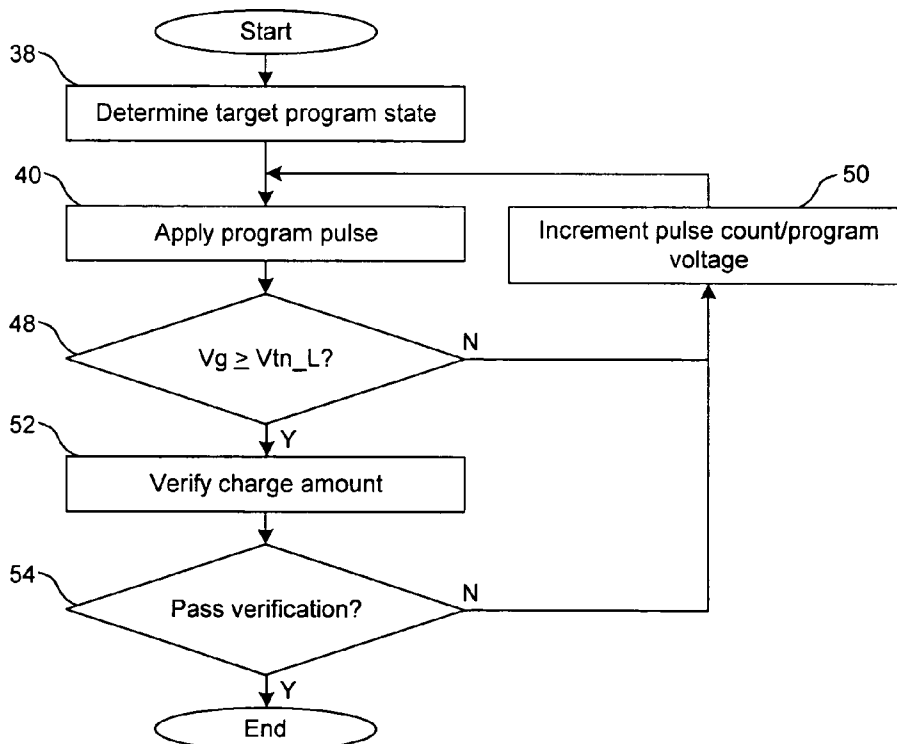 Start
38
Determine target program state
40
Apply program pulse
50
Increment pulse count/program
voltage
48
Vg ≥ Vtn_L?
N
Y
52
Verify charge amount
54
Pass verification?
N
Y
End